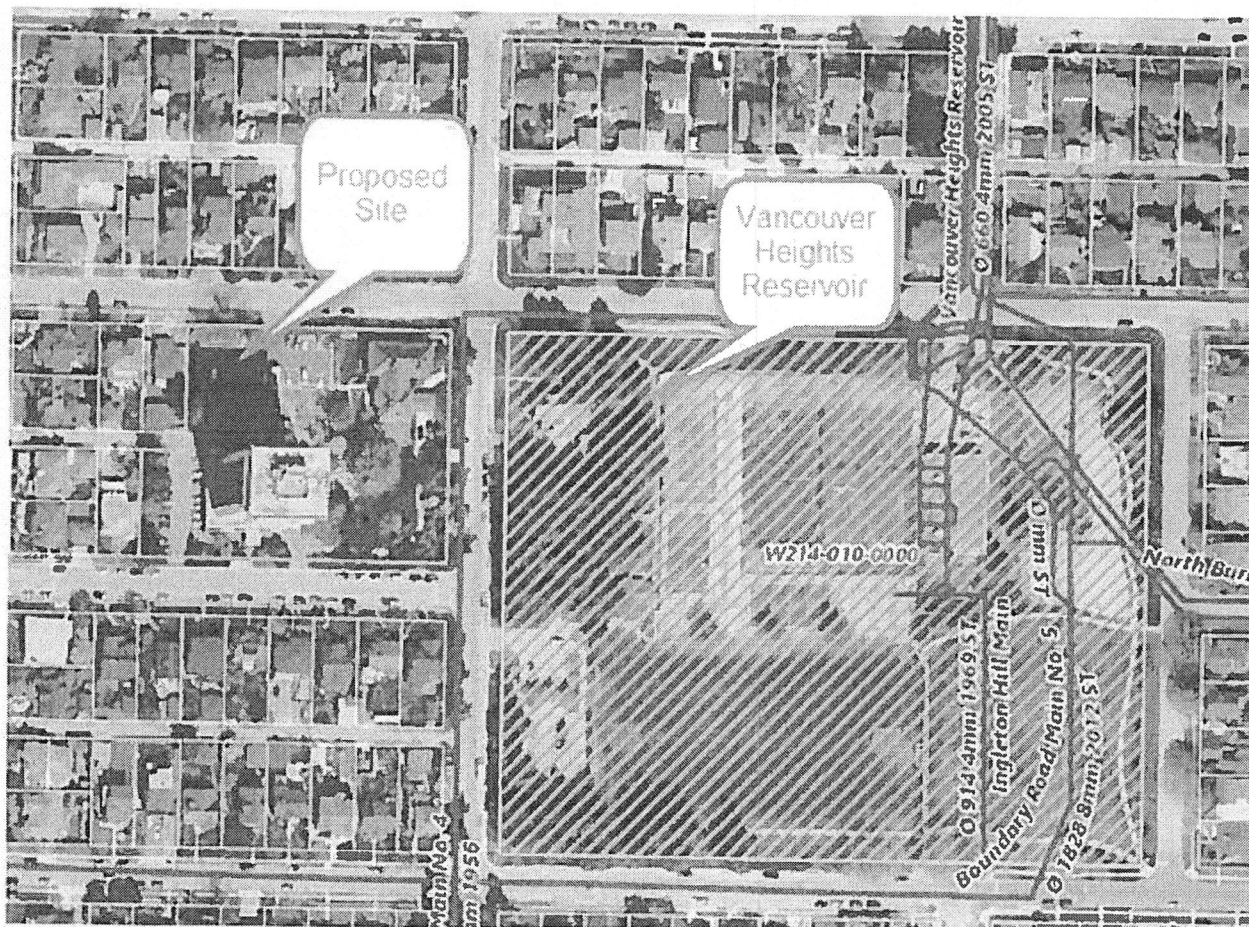 Proposed
Site
Vancouver
Heights
Reservoir
Vancouver Heights Reservoir
Ø 660 4mm 2005 ST
W214-010-0000
0mm ST
North Bur
Ø 914 4mm 1969 ST
Ingleton Hill Main
Boundary Road Main No 5
Ø 1828 8mm 2012 ST
Main No. 4
mm 1956